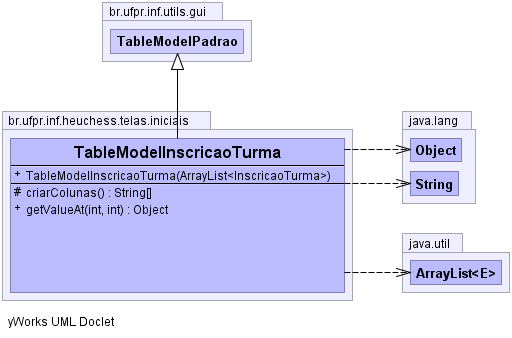 br.ufpr.inf.utils.gui
TableModelPadrao
br.ufpr.inf.heuchess.telas.iniciais
TableModelInscricaoTurma
+ TableModelInscricaoTurma(ArrayList<InscricaoTurma>)
# criarColunas() : String[]
+ getValueAt(int, int) : Object
java.lang
Object
String
java.util
ArrayList<E>
yWorks UML Doclet